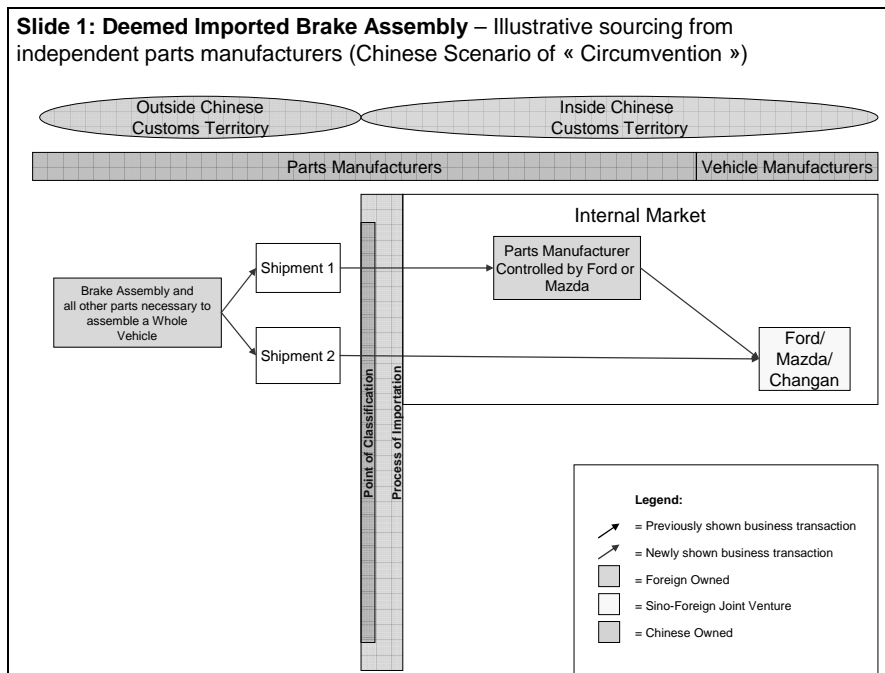 Slide 1: Deemed Imported Brake Assembly – Illustrative sourcing from
independent parts manufacturers (Chinese Scenario of « Circumvention »)
Outside Chinese
Customs Territory
Inside Chinese
Customs Territory
Parts Manufacturers
Vehicle Manufacturers
Internal Market
Brake Assembly and
all other parts necessary to
assemble a Whole
Vehicle
Shipment 1
Shipment 2
Point of Classification
Process of Importation
Parts Manufacturer
Controlled by Ford or
Mazda
Ford/
Mazda/
Changan
Legend:
= Previously shown business transaction
= Newly shown business transaction
= Foreign Owned
= Sino-Foreign Joint Venture
= Chinese Owned